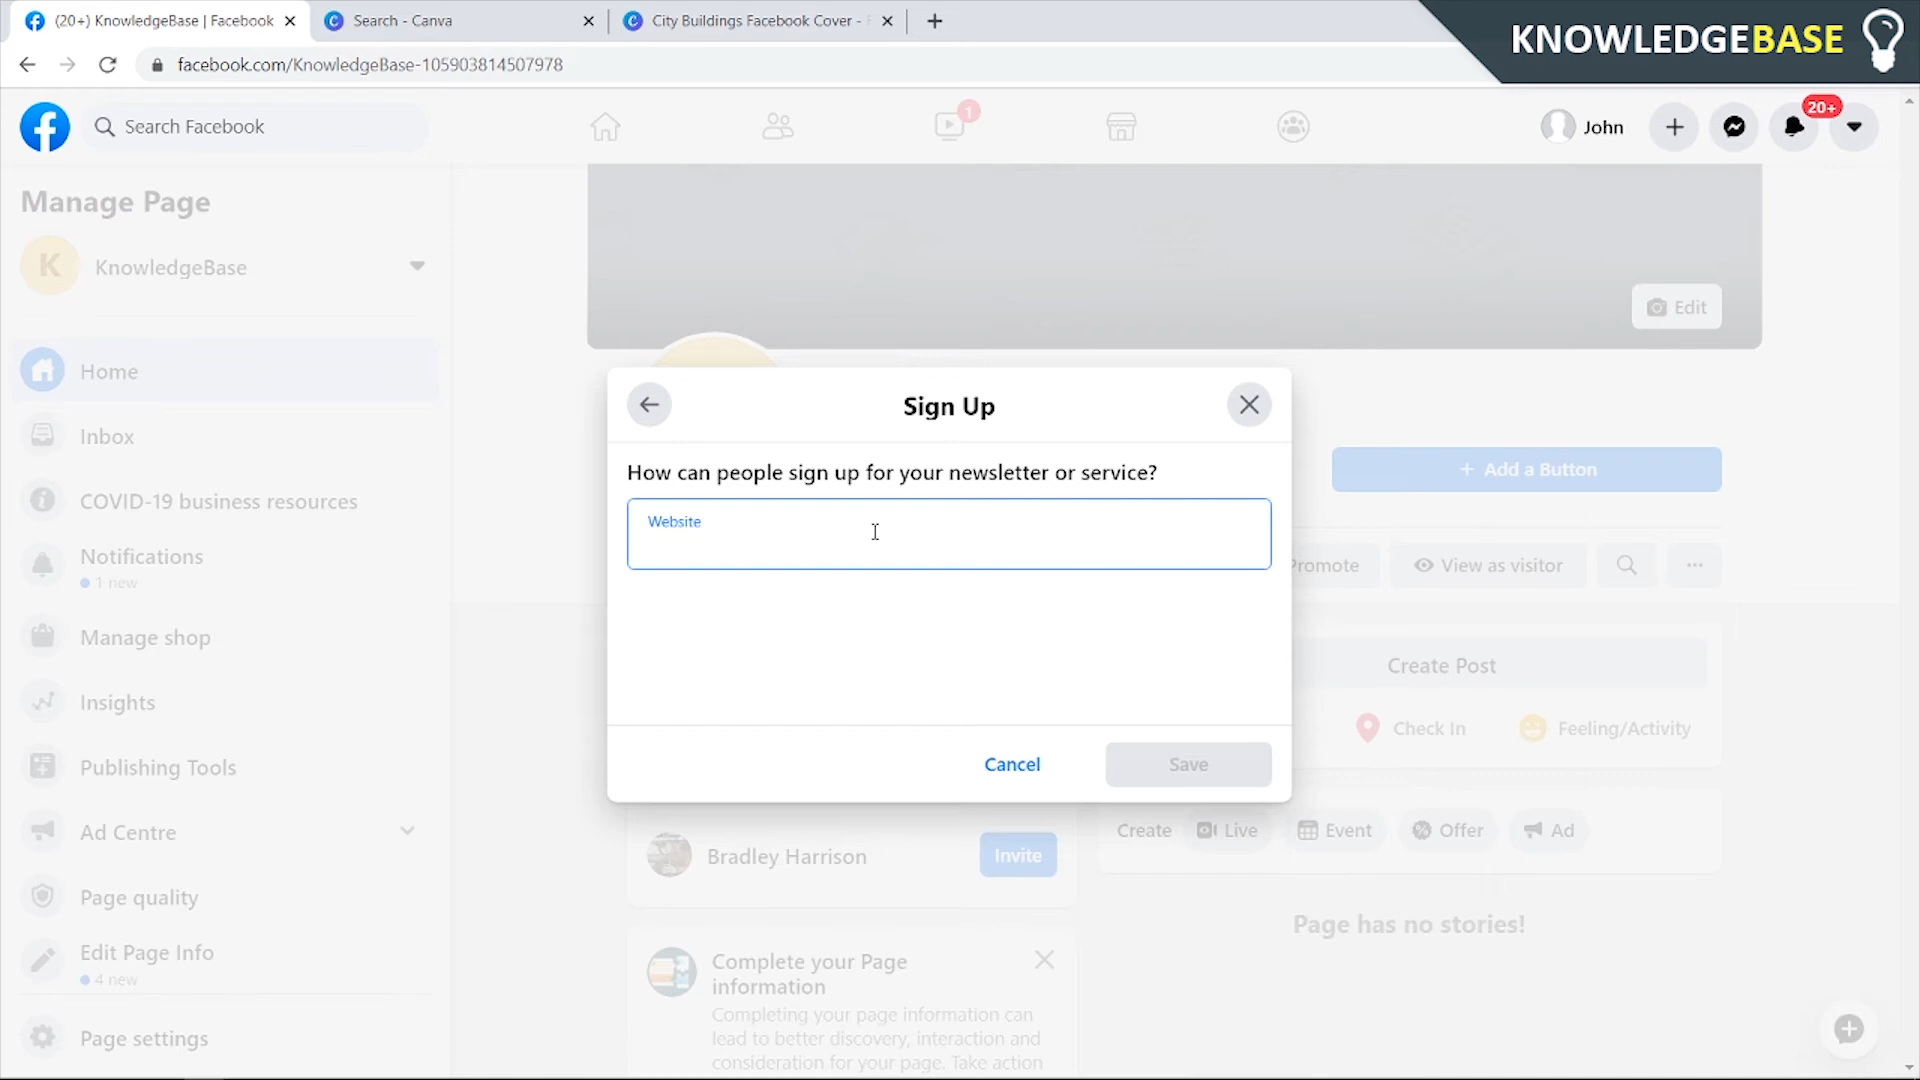 (20+) KnowledgeBase | Facebook
Search - Canva
City Buildings Facebook Cover -
KNOWLEDGEBASE
facebook.com/KnowledgeBase-105903814507978
Search Facebook
1
John
20+
Manage Page
K
KnowledgeBase
Edit
Home
Inbox
COVID-19 business resources
Notifications
1 new
Manage shop
Insights
Publishing Tools
Ad Centre
Page quality
Edit Page Info
4 new
Page settings
Sign Up
How can people sign up for your newsletter or service?
Website
Cancel
Save
+ Add a Button
Promote
View as visitor
...
Create Post
Check In
Feeling/Activity
Create
Live
Event
Offer
Ad
Bradley Harrison
Invite
Page has no stories!
Complete your Page
information
Completing your page information can
lead to better discovery, interaction and
consideration for your page. Take action